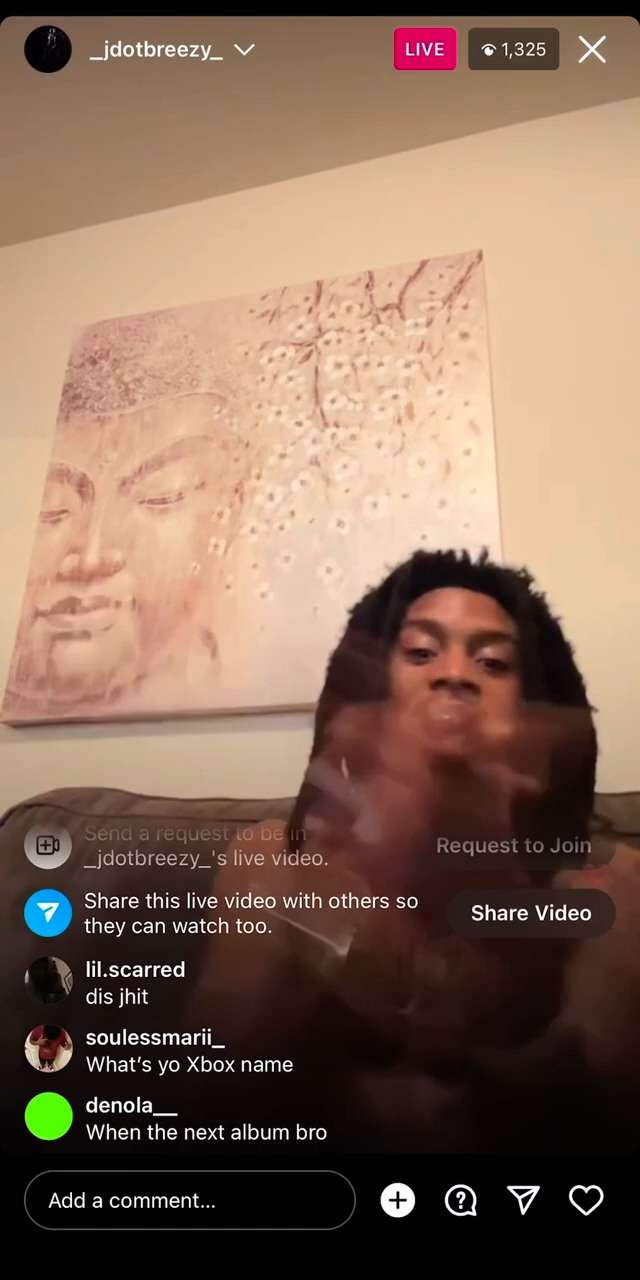 _jdotbreezy_
LIVE
1,325
Send a request to be in
_jdotbreezy_'s live video.
Request to Join
Share this live video with others so
they can watch too.
Share Video
lil.scarred
dis jhit
soulessmarii_
What's yo Xbox name
denola__
When the next album bro
Add a comment...